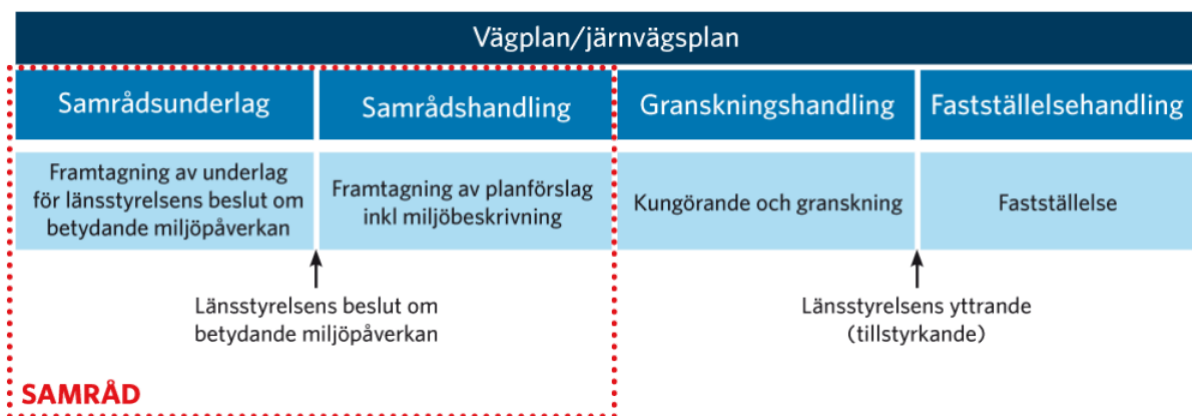 Vägplan/järnvägsplan
Samrådsunderlag
Samrådshandling
Granskningshandling
Fastställelsehandling
Framtagning av underlag
för länsstyrelsens beslut om
betydande miljöpåverkan
Framtagning av planförslag
inkl miljöbeskrivning
Kungörande och granskning
Fastställelse
Länsstyrelsens beslut om
betydande miljöpåverkan
Länsstyrelsens yttrande
(tillstyrkande)
SAMRÅD